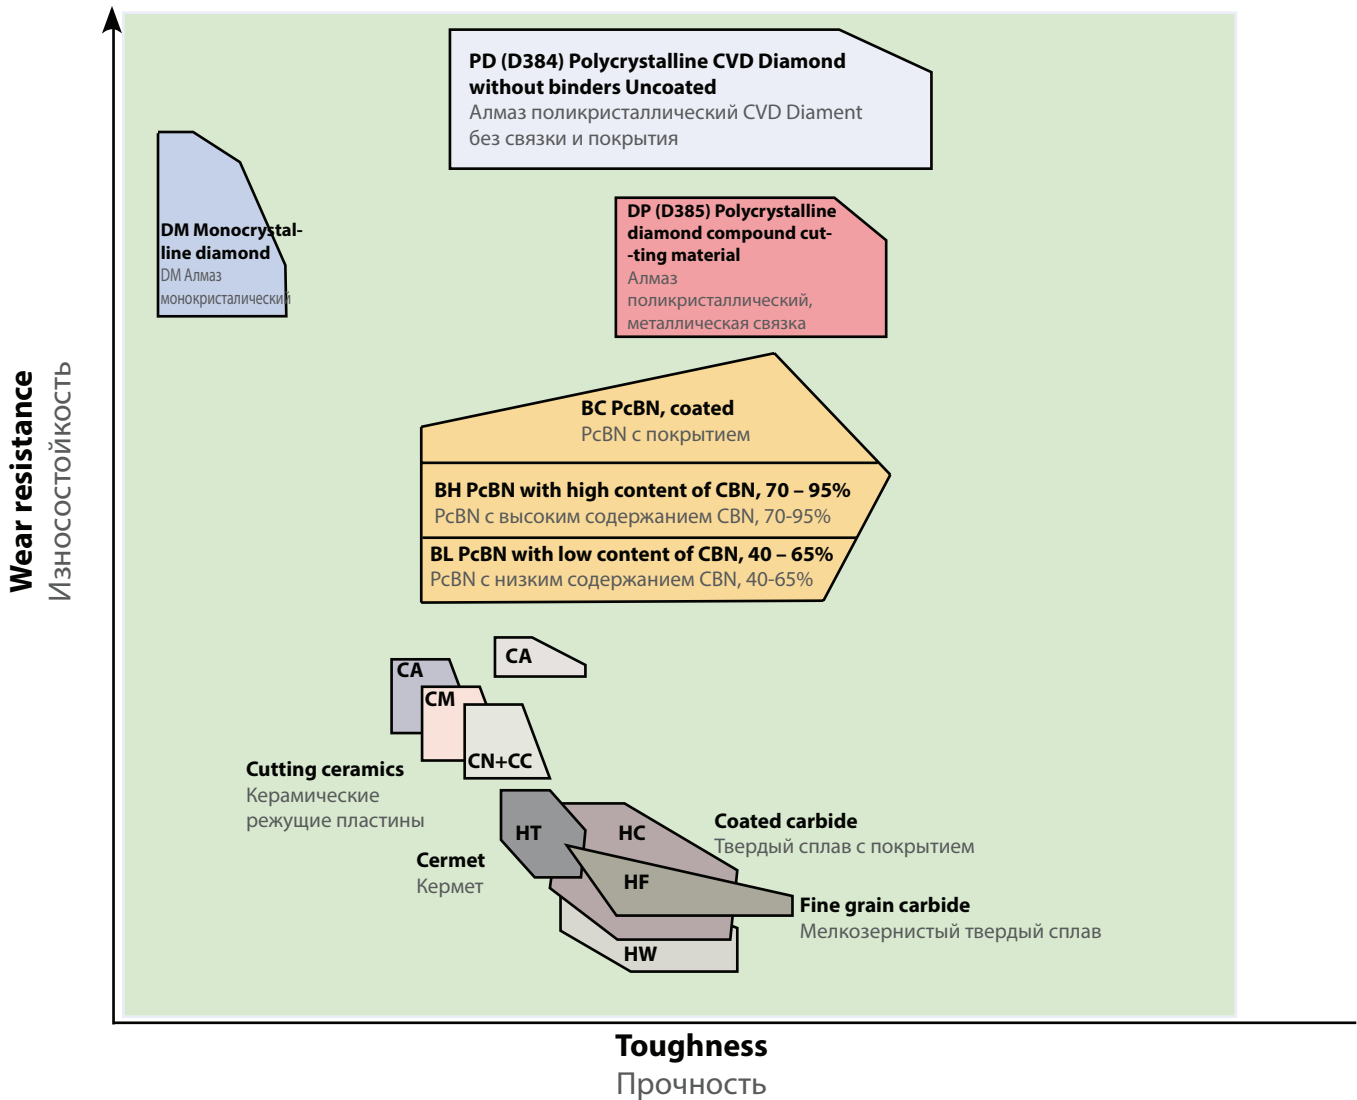 PD (D384) Polycrystalline CVD Diamond
without binders Uncoated
Алмаз поликристаллический CVD Diament
без связки и покрытия
DM Monocrystal-
line diamond
DM Алмаз
монокристалический
DP (D385) Polycrystalline
diamond compound cut-
-ting material
Алмаз
поликристаллический,
металлическая связка
Wear resistance
Износостойкость
BC PcBN, coated
PcBN с покрытием
BH PcBN with high content of CBN, 70 – 95%
PcBN с высоким содержанием CBN, 70-95%
BL PcBN with low content of CBN, 40 – 65%
PcBN с низким содержанием CBN, 40-65%
CA
CA
CM
CN+CC
Cutting ceramics
Керамические
режущие пластины
HT
HC
Coated carbide
Твердый сплав с покрытием
Cermet
Кермет
HF
Fine grain carbide
Мелкозернистый твердый сплав
HW
Toughness
Прочность